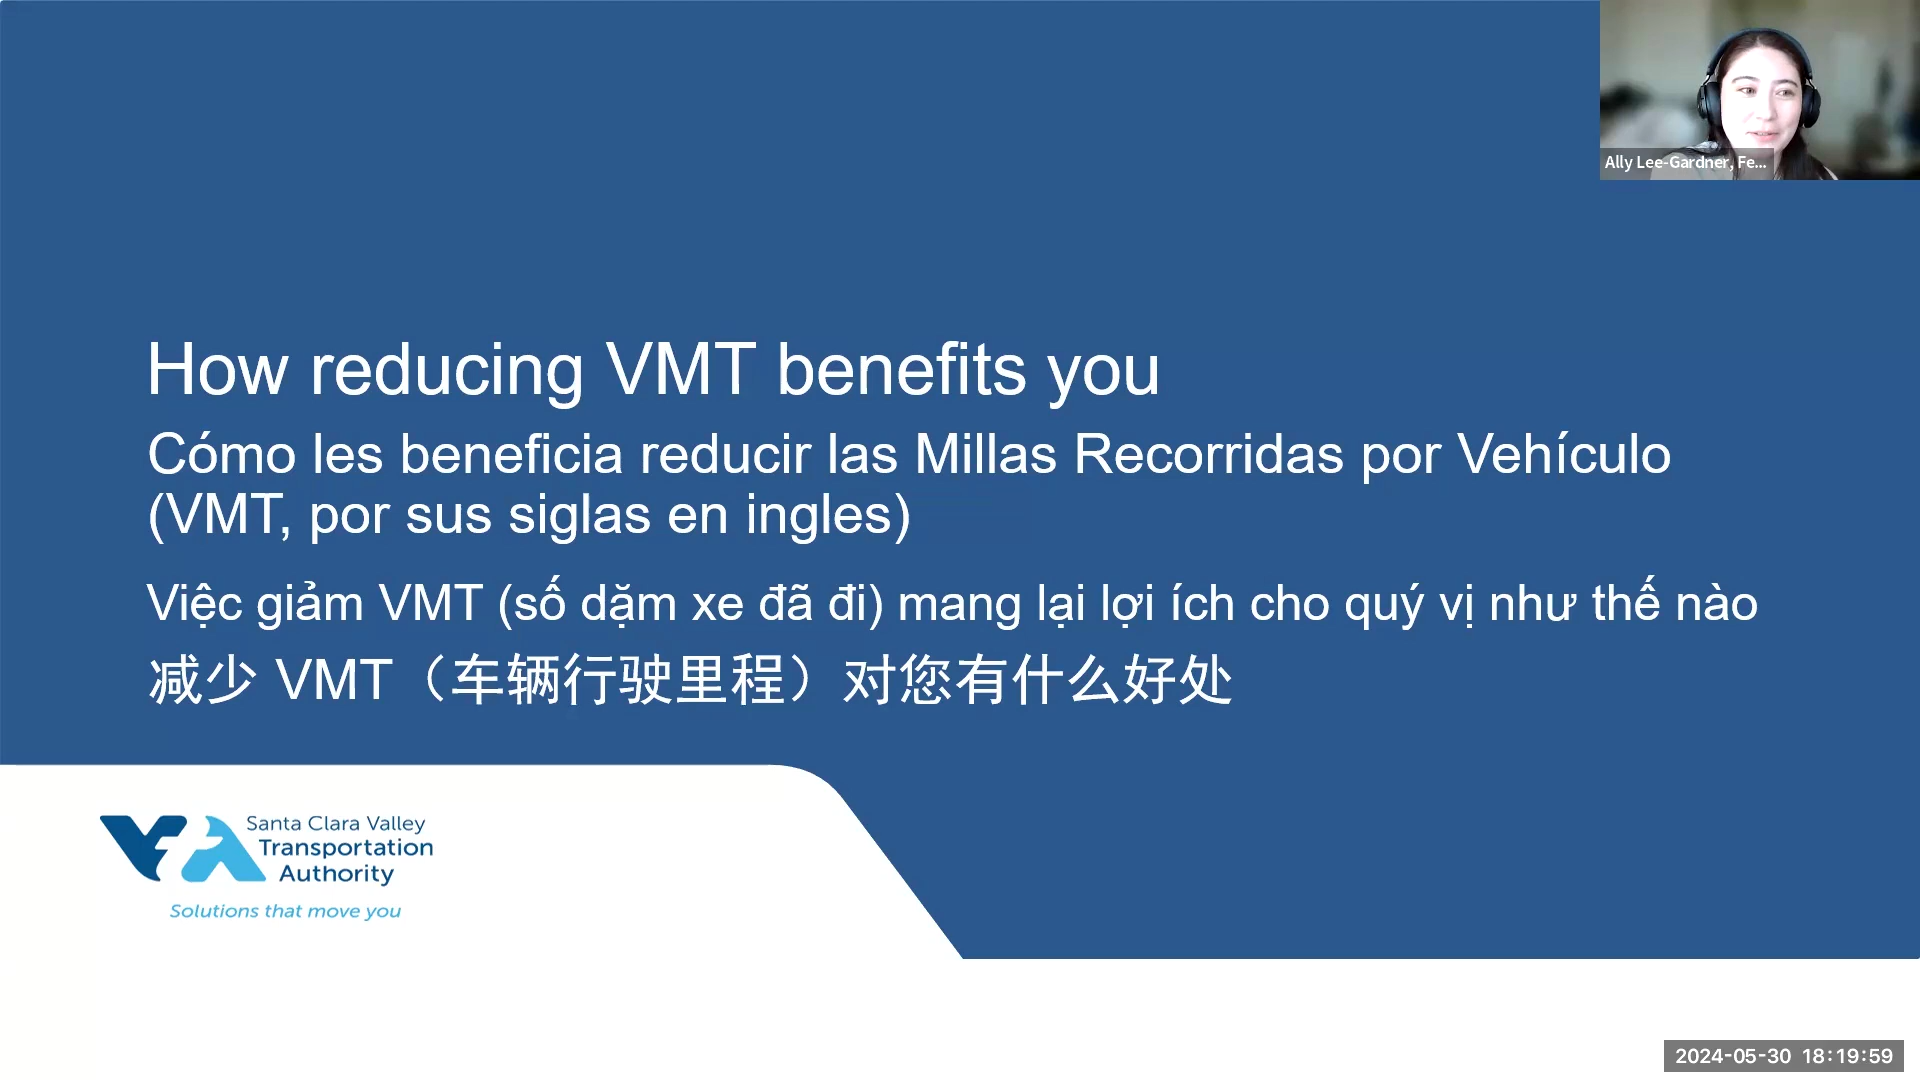 Ally Lee-Gardner, Fe...
How reducing VMT benefits you
Cómo les beneficia reducir las Millas Recorridas por Vehículo
(VMT, por sus siglas en ingles)
Việc giảm VMT (số dặm xe đã đi) mang lại lợi ích cho quý vị như thế nào
减少 VMT（车辆行驶里程）对您有什么好处
VTA
Santa Clara Valley
Transportation
Authority
Solutions that move you
2024-05-30 18:19:59